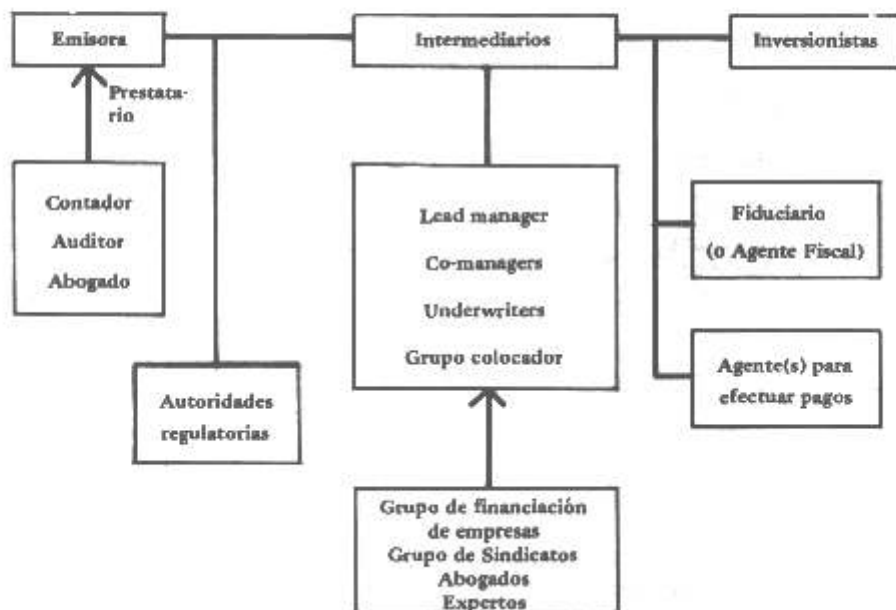 Emisora
Intermediarios
Inversionistas
Prestata-
rio
Contador
Auditor
Abogado
Lead manager
Co-managers
Underwriters
Grupo colocador
Fiduciario
(o Agente Fiscal)
Autoridades
regulatorias
Agente(s) para
efectuar pagos
Grupo de financiación
de empresas
Grupo de Sindicatos
Abogados
Expertos